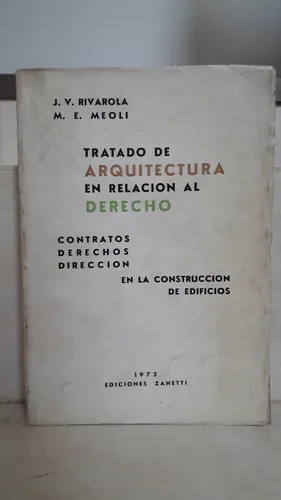 J. V. RIVAROLA
M. E. MEOLI
TRATADO DE
ARQUITECTURA
EN RELACION AL
DERECHO
CONTRATOS
DERECHOS
DIRECCION
EN LA CONSTRUCCION
DE EDIFICIOS
1972
EDICIONES ZANETTI